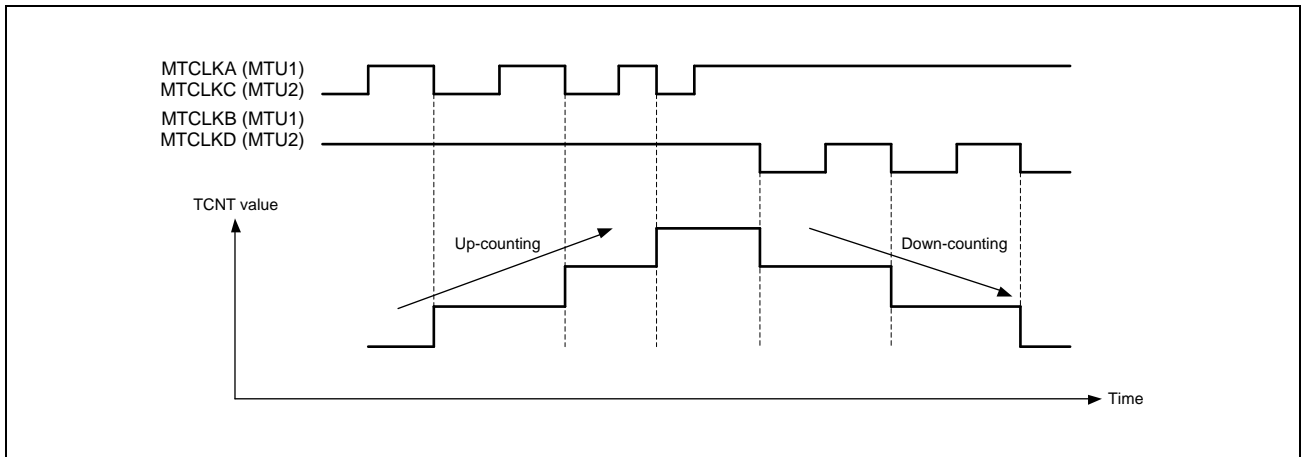 MTCLKA (MTU1)
MTCLKC (MTU2)
MTCLKB (MTU1)
MTCLKD (MTU2)
TCNT value
Up-counting
Down-counting
Time